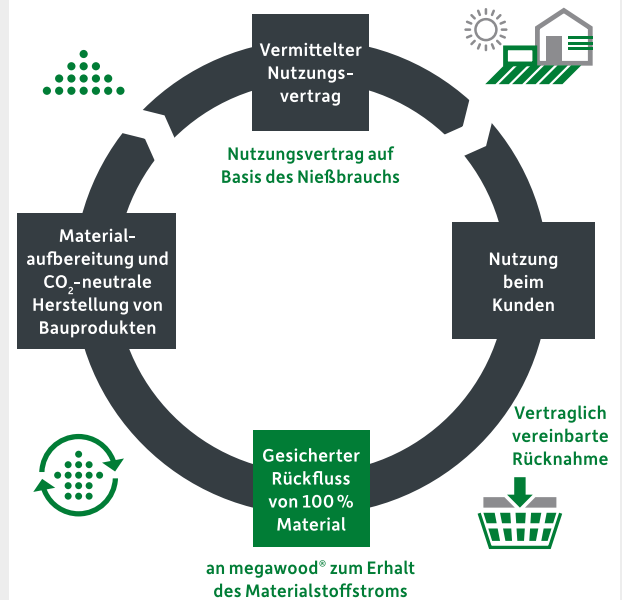 Vermittelter
Nutzungs-
vertrag
Nutzungsvertrag auf
Basis des Nießbrauchs
Material-
aufbereitung und
CO₂-neutrale
Herstellung von
Bauprodukten
Nutzung
beim
Kunden
Vertraglich
vereinbarte
Rücknahme
Gesicherter
Rückfluss
von 100 %
Material
an megawood® zum Erhalt
des Materialstoffstroms